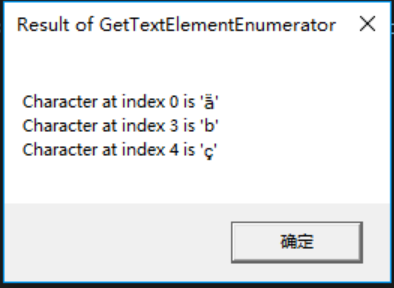 Result of GetTextElementEnumerator
Character at index 0 is 'ā̈'
Character at index 3 is 'b'
Character at index 4 is 'ç'
确定